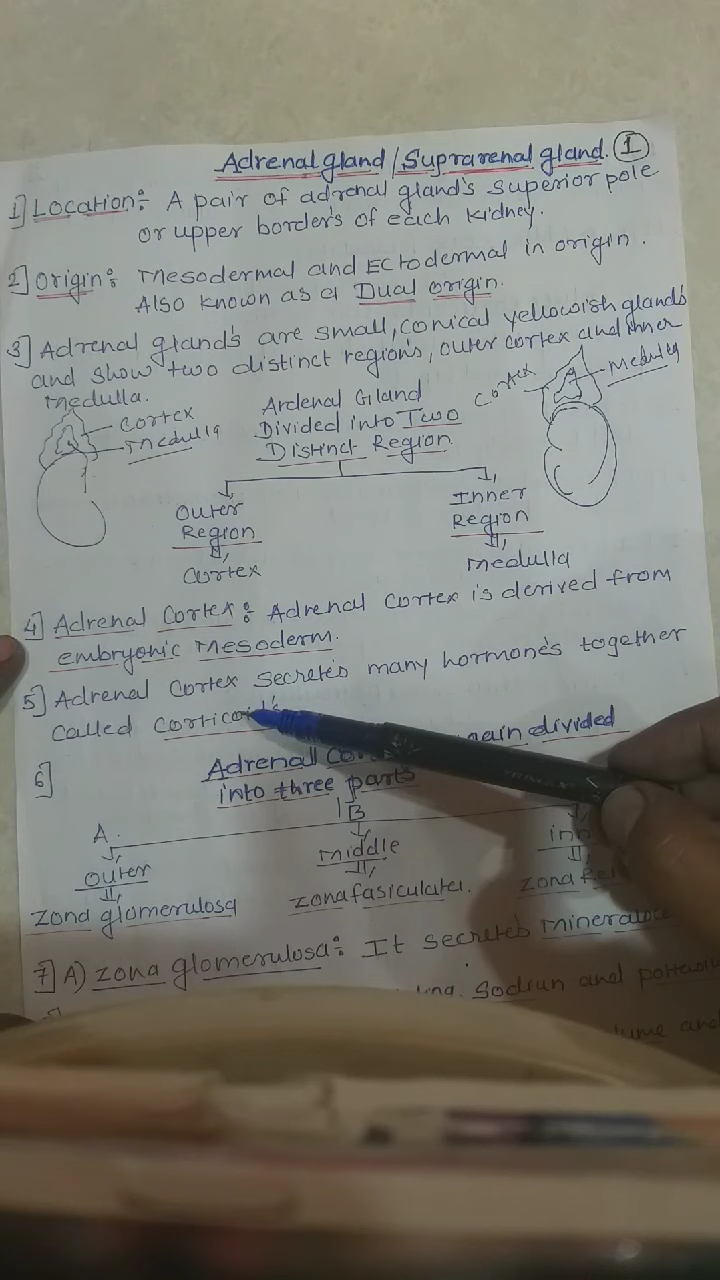 Adrenal gland / Suprarenal gland. 1
1] Location:- A pair of adrenal gland's superior pole
or upper border's of each kidney.
2] Origin:- Mesodermal and Ectodermal in origin.
Also known as a Dual origin.
3] Adrenal gland's are small, conical yellowish gland's
and show two distinct region's, outer cortex and inner
medulla.
Cortex
Medulla
Ardenal Gland
Divided into Two
Distinct Region
Cortex
Medulla
Outer
Region
Cortex
Inner
Region
Medulla
4] Adrenal Cortex:- Adrenal Cortex is derived from
embryonic Mesoderm.
5] Adrenal Cortex secretes many hormone's together
called
6] Adrenal divided
into three parts
A.
Outer
Zona glomerulosa
B
Middle
Zona fasiculata.
Zona
7] A) Zona glomerulosa:- It secretes
Sodium and
and